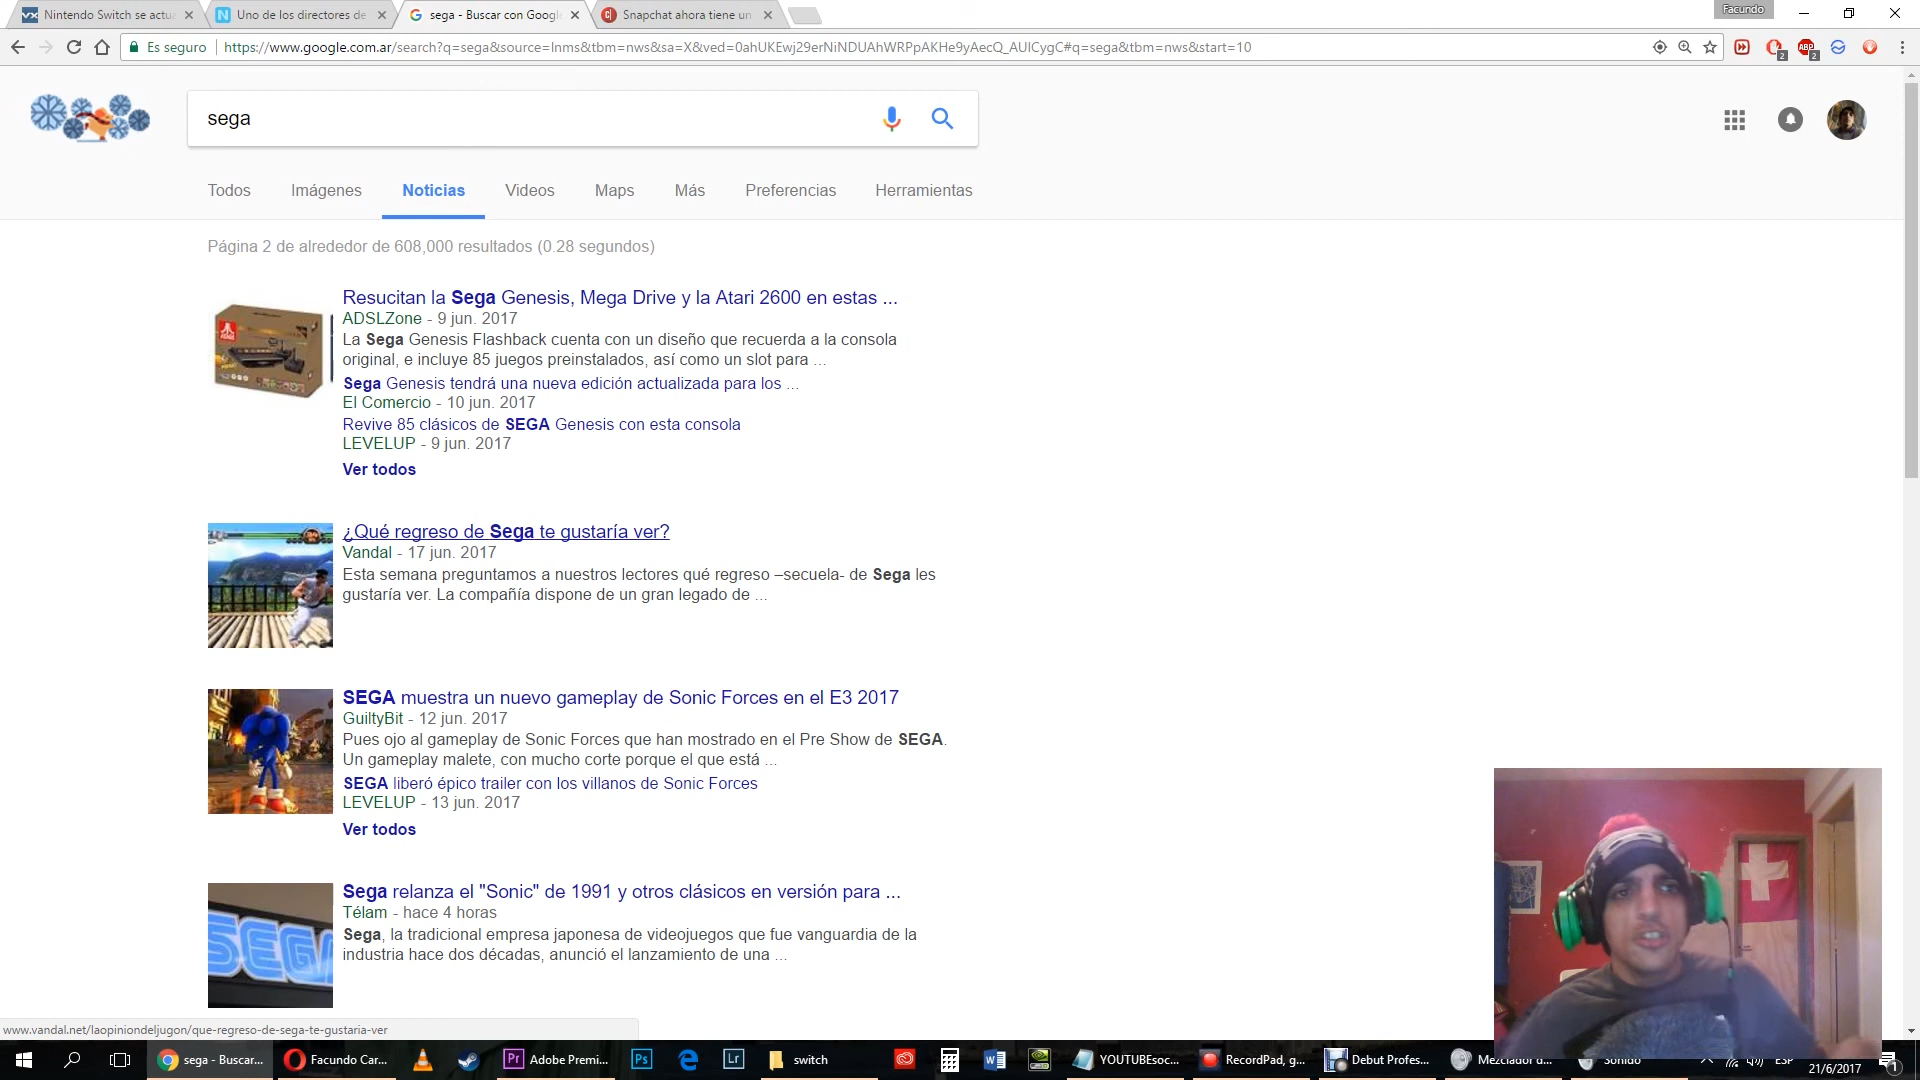 Nintendo Switch se actua
Uno de los directores de
sega - Buscar con Google
Snapchat ahora tiene un
Facundo
Es seguro
https://www.google.com.ar/search?q=sega&source=lnms&tbm=nws&sa=X&ved=0ahUKEwj29erNiNDUAhWRPpAKHe9yAecQ_AUICygC#q=sega&tbm=nws&start=10
2
ABP
2
sega
Todos
Imágenes
Noticias
Videos
Maps
Más
Preferencias
Herramientas
Página 2 de alrededor de 608,000 resultados (0.28 segundos)
Resucitan la Sega Genesis, Mega Drive y la Atari 2600 en estas ...
ADSLZone - 9 jun. 2017
La Sega Genesis Flashback cuenta con un diseño que recuerda a la consola
original, e incluye 85 juegos preinstalados, así como un slot para ...
Sega Genesis tendrá una nueva edición actualizada para los ...
El Comercio - 10 jun. 2017
Revive 85 clásicos de SEGA Genesis con esta consola
LEVELUP - 9 jun. 2017
Ver todos
¿Qué regreso de Sega te gustaría ver?
Vandal - 17 jun. 2017
Esta semana preguntamos a nuestros lectores qué regreso –secuela- de Sega les
gustaría ver. La compañía dispone de un gran legado de ...
SEGA muestra un nuevo gameplay de Sonic Forces en el E3 2017
GuiltyBit - 12 jun. 2017
Pues ojo al gameplay de Sonic Forces que han mostrado en el Pre Show de SEGA.
Un gameplay malete, con mucho corte porque el que está ...
SEGA liberó épico trailer con los villanos de Sonic Forces
LEVELUP - 13 jun. 2017
Ver todos
Sega relanza el "Sonic" de 1991 y otros clásicos en versión para ...
Télam - hace 4 horas
Sega, la tradicional empresa japonesa de videojuegos que fue vanguardia de la
industria hace dos décadas, anunció el lanzamiento de una ...
SEGA
www.vandal.net/laopiniondeljugon/que-regreso-de-sega-te-gustaria-ver
sega - Buscar...
Facundo Car...
Pr
Adobe Premi...
Ps
Lr
switch
YOUTUBEsoc...
RecordPad, g...
Debut Profes...
Mezclador d...
Sonido
ESP
21/6/2017
1